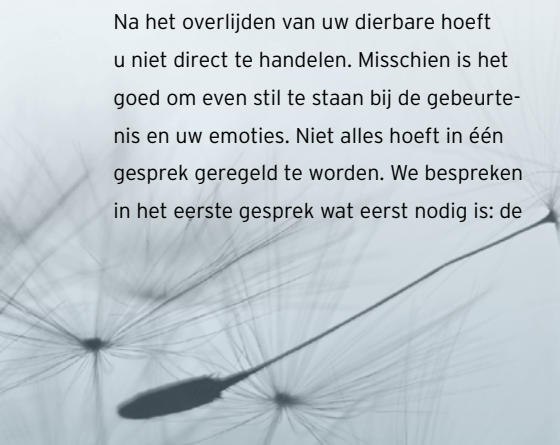 Na het overlijden van uw dierbare hoeft
u niet direct te handelen. Misschien is het
goed om even stil te staan bij de gebeurte-
nis en uw emoties. Niet alles hoeft in één
gesprek geregeld te worden. We bespreken
in het eerste gesprek wat eerst nodig is: de